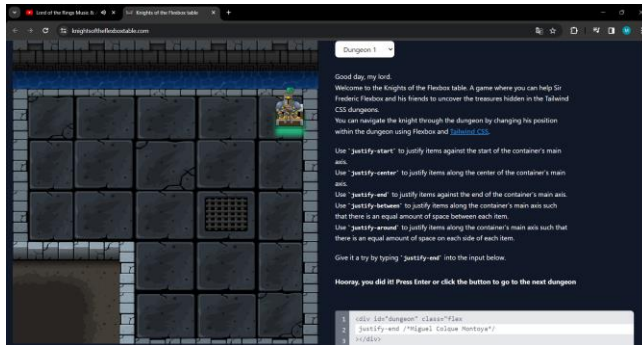 Lord of the Rings Music &
Knights of the Flexbox table
knightsoftheflexboxtable.com
Dungeon 1
Good day, my lord.
Welcome to the Knights of the Flexbox table. A game where you can help Sir
Frederic Flexbox and his friends to uncover the treasures hidden in the Tailwind
CSS dungeons.
You can navigate the knight through the dungeon by changing his position
within the dungeon using Flexbox and Tailwind CSS.
Use `justify-start` to justify items against the start of the container's main
axis.
Use `justify-center` to justify items along the center of the container's main
axis.
Use `justify-end` to justify items against the end of the container's main axis.
Use `justify-between` to justify items along the container's main axis such
that there is an equal amount of space between each item.
Use `justify-around` to justify items along the container's main axis such that
there is an equal amount of space on each side of each item.
Give it a try by typing `justify-end` into the input below.
Hooray, you did it! Press Enter or click the button to go to the next dungeon
1 <div id="dungeon" class="flex
2 justify-end /*Miguel Colque Montoya*/
3 ></div>